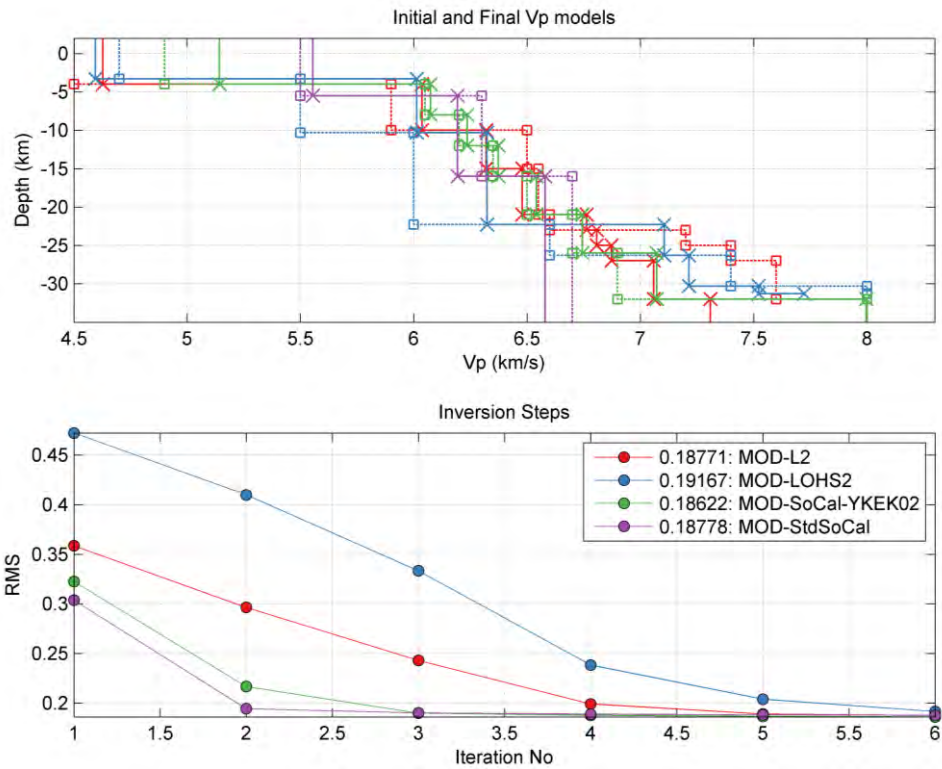 Initial and Final Vp models
0
-5
-10
-15
-20
-25
-30
Depth (km)
4.5 5 5.5 6 6.5 7 7.5 8
Vp (km/s)
Inversion Steps
0.45
0.4
0.35
0.3
0.25
0.2
RMS
0.18771: MOD-L2
0.19167: MOD-LOHS2
0.18622: MOD-SoCal-YKEK02
0.18778: MOD-StdSoCal
1 1.5 2 2.5 3 3.5 4 4.5 5 5.5 6
Iteration No